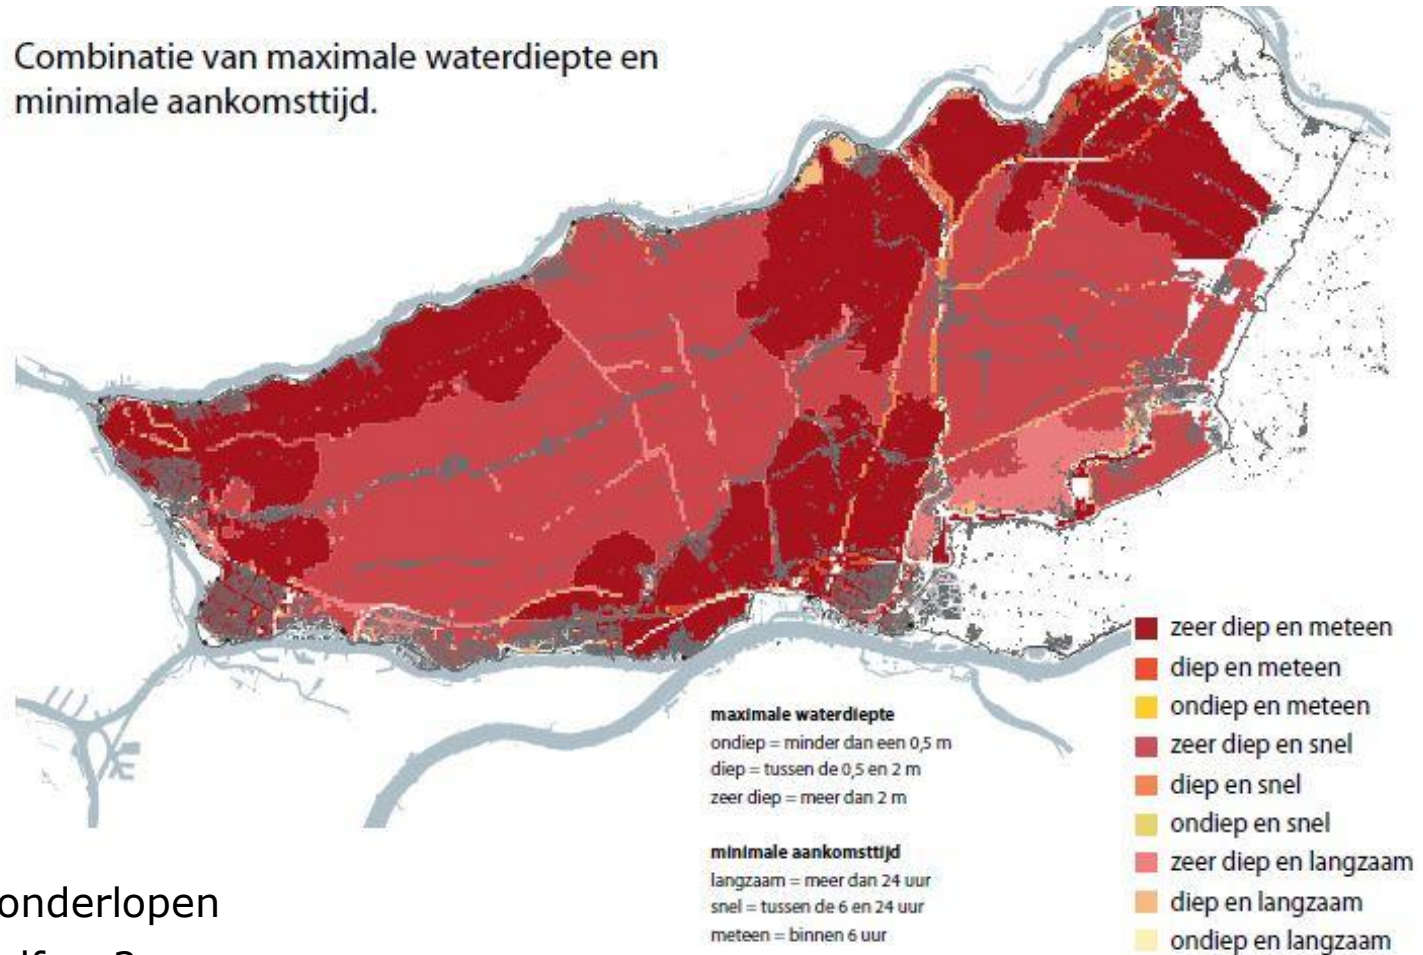 Combinatie van maximale waterdiepte en
minimale aankomsttijd.
zeer diep en meteen
diep en meteen
ondiep en meteen
zeer diep en snel
diep en snel
ondiep en snel
zeer diep en langzaam
diep en langzaam
ondiep en langzaam
maximale waterdiepte
ondiep = minder dan een 0,5 m
diep = tussen de 0,5 en 2 m
zeer diep = meer dan 2 m
minimale aankomsttijd
langzaam = meer dan 24 uur
snel = tussen de 6 en 24 uur
meteen = binnen 6 uur
onderlopen